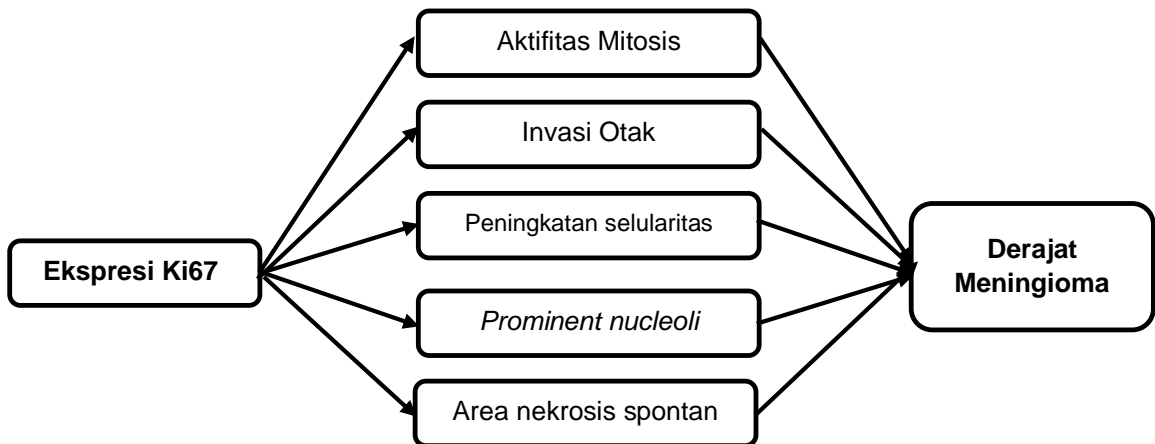 Aktifitas Mitosis
Invasi Otak
Peningkatan selularitas
Ekspresi Ki67
Derajat
Meningioma
Prominent nucleoli
Area nekrosis spontan